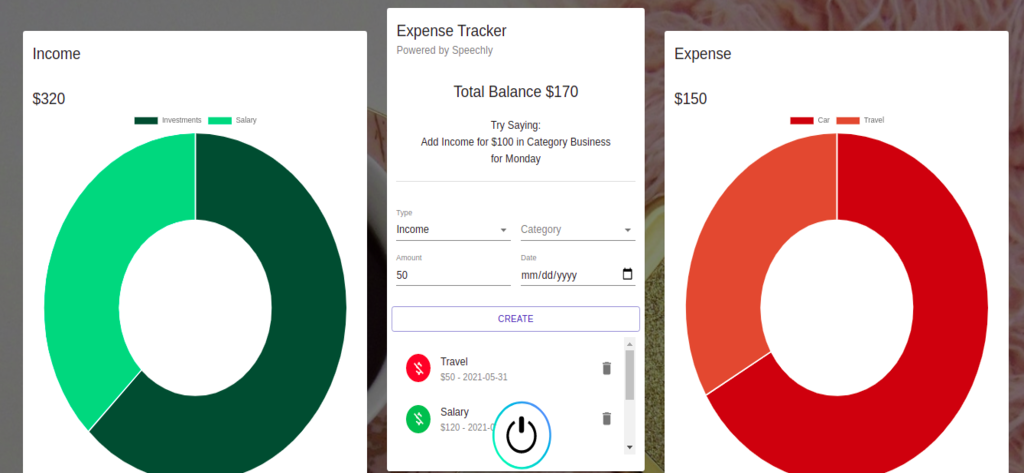 Income
$320
Investments Salary
Expense Tracker
Powered by Speechly
Total Balance $170
Try Saying:
Add Income for $100 in Category Business
for Monday
Type
Income
Category
Amount
Date
50
mm/dd/yyyy
CREATE
Travel
$50 - 2021-05-31
Salary
$120 - 2021-0
Expense
$150
Car Travel